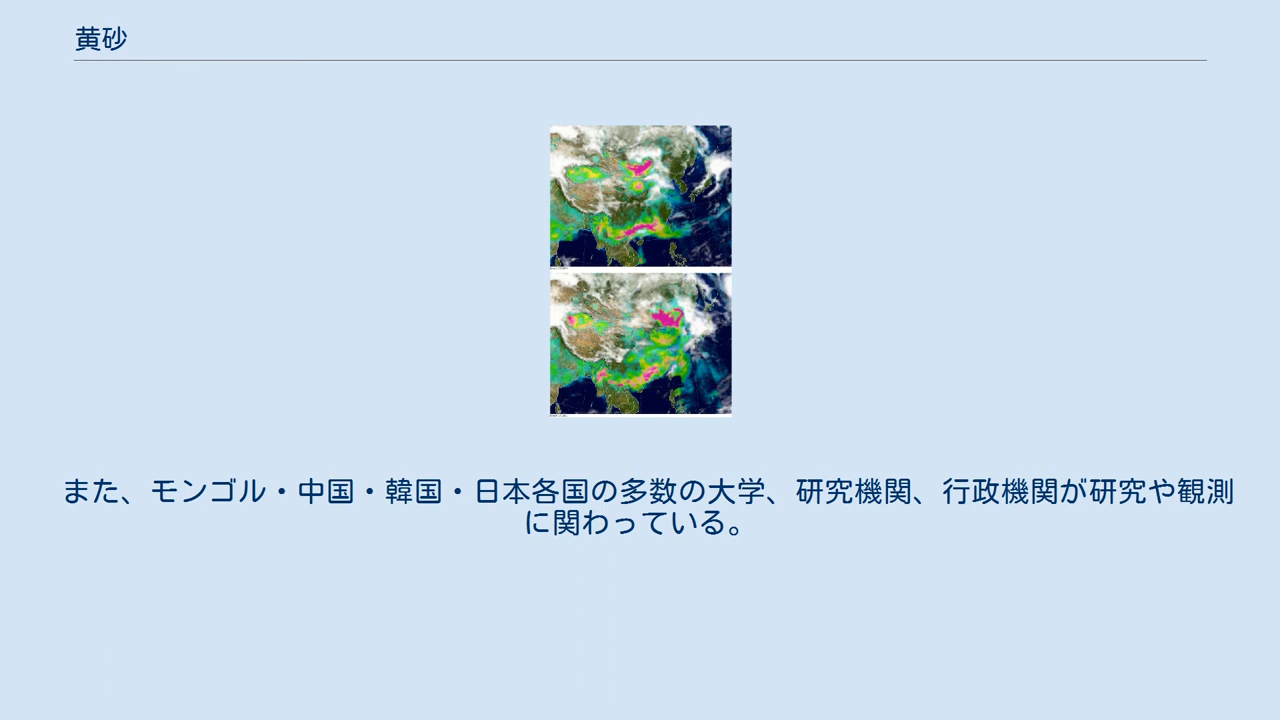 黄砂
また、モンゴル・中国・韓国・日本各国の多数の大学、研究機関、行政機関が研究や観測
に関わっている。